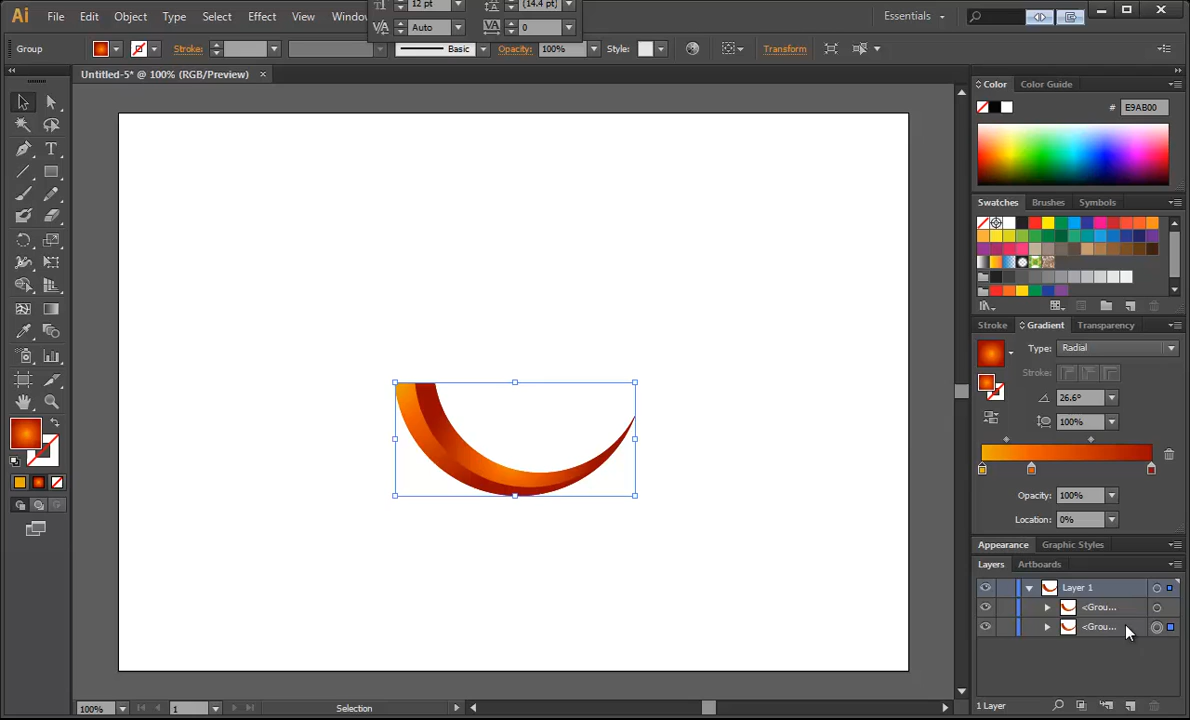 Ai File Edit Object Type Select Effect View Windo Essentials
12 pt (14.4 pt)
Auto 0
Group Stroke: Basic Opacity: 100% Style: Transform
Untitled-5* @ 100% (RGB/Preview) ×
Color Color Guide
# E9AB00
Swatches Brushes Symbols
Stroke Gradient Transparency
Type: Radial
Stroke:
26.6°
100%
Opacity: 100%
Location: 0%
Appearance Graphic Styles
Layers Artboards
Layer 1
<Grou...
<Grou...
1 Layer
100% 1 Selection